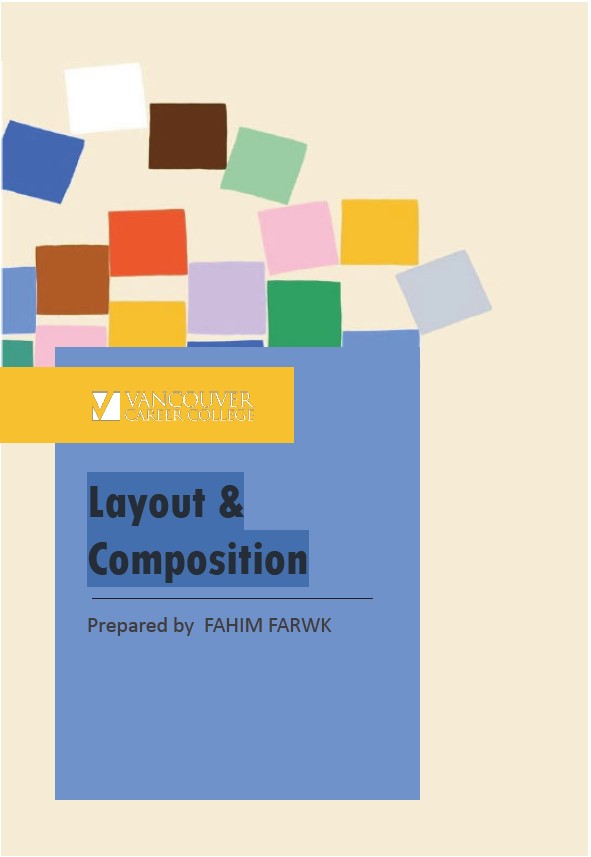 VANCOUVER
CAREER COLLEGE
Layout &
Composition
Prepared by FAHIM FARWK